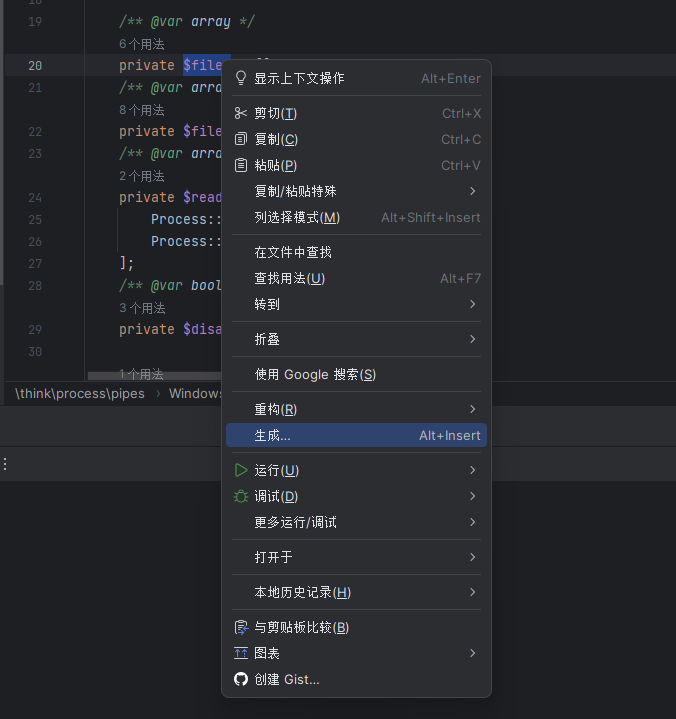 18
19 /** @var array */
6 个用法
20 private $file
显示上下文操作 Alt+Enter
21 /** @var arra
8 个用法
剪切(T) Ctrl+X
22 private $file
复制(C) Ctrl+C
23 /** @var arra
粘贴(P) Ctrl+V
2 个用法
复制/粘贴特殊
24 private $read
列选择模式(M) Alt+Shift+Insert
25 Process::
26 Process::
在文件中查找
27 ];
查找用法(U) Alt+F7
28 /** @var bool
转到
3 个用法
29 private $disa
折叠
30
1 个用法
使用 Google 搜索(S)
\think\process\pipes › Windows
重构(R)
生成... Alt+Insert
运行(U)
调试(D)
更多运行/调试
打开于
本地历史记录(H)
与剪贴板比较(B)
图表
创建 Gist...